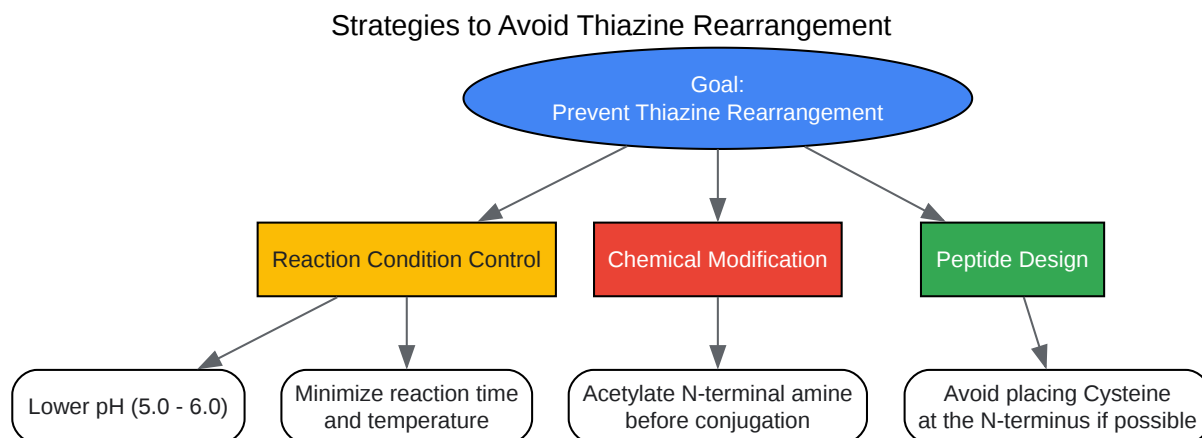 Strategies to Avoid Thiazine Rearrangement
Goal:
Prevent Thiazine Rearrangement
Reaction Condition Control
Chemical Modification
Peptide Design
Lower pH (5.0 - 6.0)
Minimize reaction time
and temperature
Acetylate N-terminal amine
before conjugation
Avoid placing Cysteine
at the N-terminus if possible